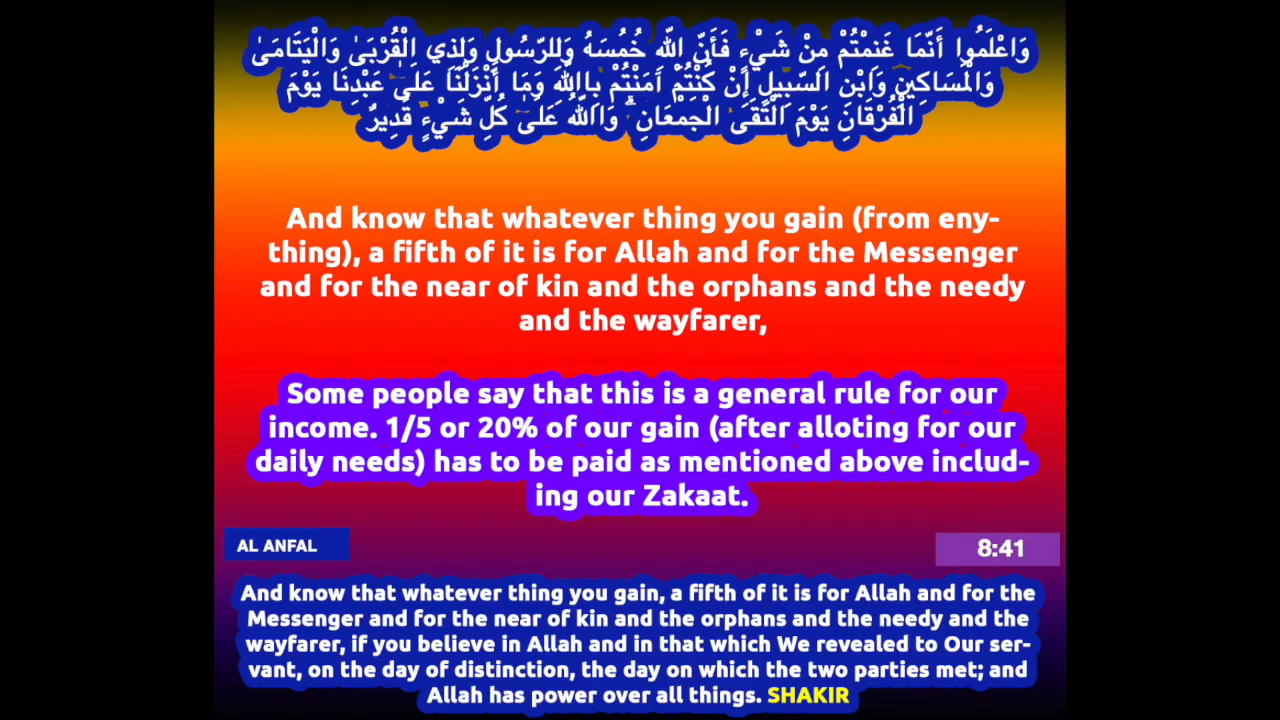 وَاعْلَمُوا أَنَّمَا غَنِمْتُمْ مِنْ شَيْءٍ فَأَنَّ اللَّهِ خُمُسَهُ وَلِلرَّسُولِ وَلِذِي الْقُرْبَىٰ وَالْيَتَامَىٰ
وَالْمَسَاكِينِ وَابْنِ السَّبِيلِ إِنْ كُنْتُمْ آمَنْتُمْ بِاللَّهِ وَمَا أَنْزَلْنَا عَلَىٰ عَبْدِنَا يَوْمَ
الْفُرْقَانِ يَوْمَ الْتَقَى الْجَمْعَانِ ۗ وَاللَّهُ عَلَىٰ كُلِّ شَيْءٍ قَدِيرٌ
And know that whatever thing you gain (from eny-
thing), a fifth of it is for Allah and for the Messenger
and for the near of kin and the orphans and the needy
and the wayfarer,
Some people say that this is a general rule for our
income. 1/5 or 20% of our gain (after alloting for our
daily needs) has to be paid as mentioned above includ-
ing our Zakaat.
AL ANFAL
8:41
And know that whatever thing you gain, a fifth of it is for Allah and for the
Messenger and for the near of kin and the orphans and the needy and the
wayfarer, if you believe in Allah and in that which We revealed to Our ser-
vant, on the day of distinction, the day on which the two parties met; and
Allah has power over all things. SHAKIR